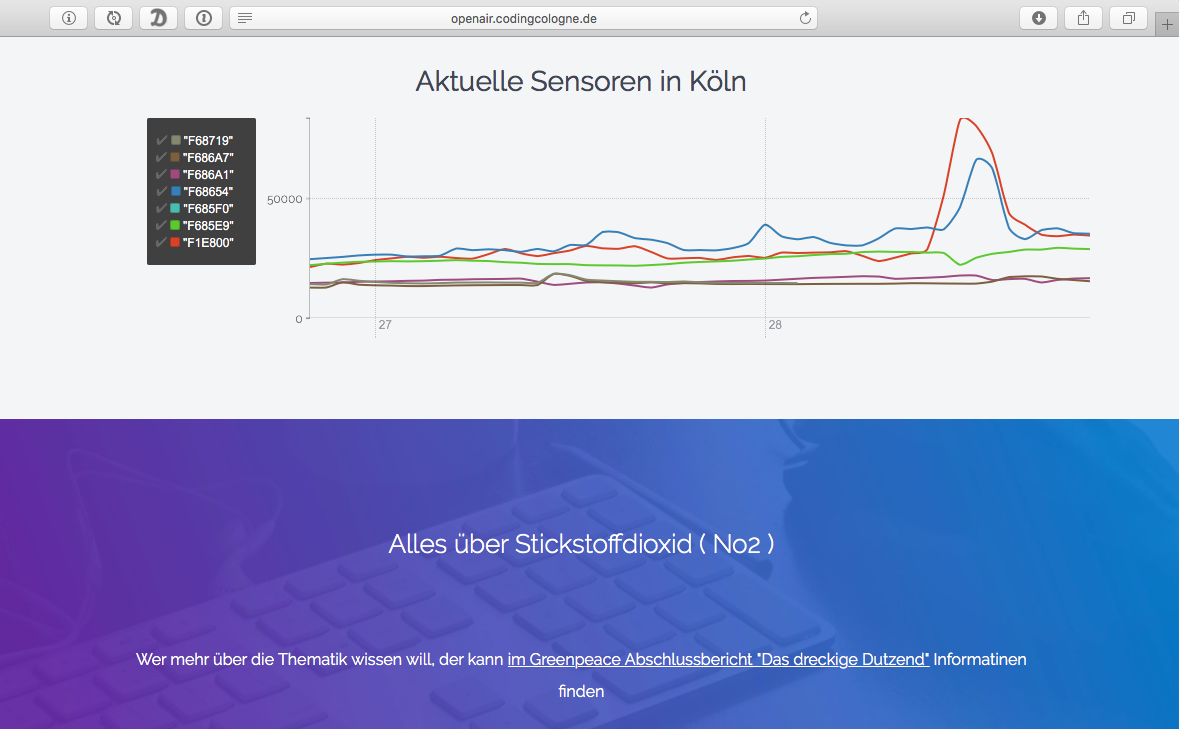 openair.codingcologne.de
Aktuelle Sensoren in Köln
"F68719"
"F686A7"
"F686A1"
"F68654"
"F685F0"
"F685E9"
"F1E800"
50000
0
27
28
Alles über Stickstoffdioxid ( No2 )
Wer mehr über die Thematik wissen will, der kann im Greenpeace Abschlussbericht "Das dreckige Dutzend" Informatinen
finden